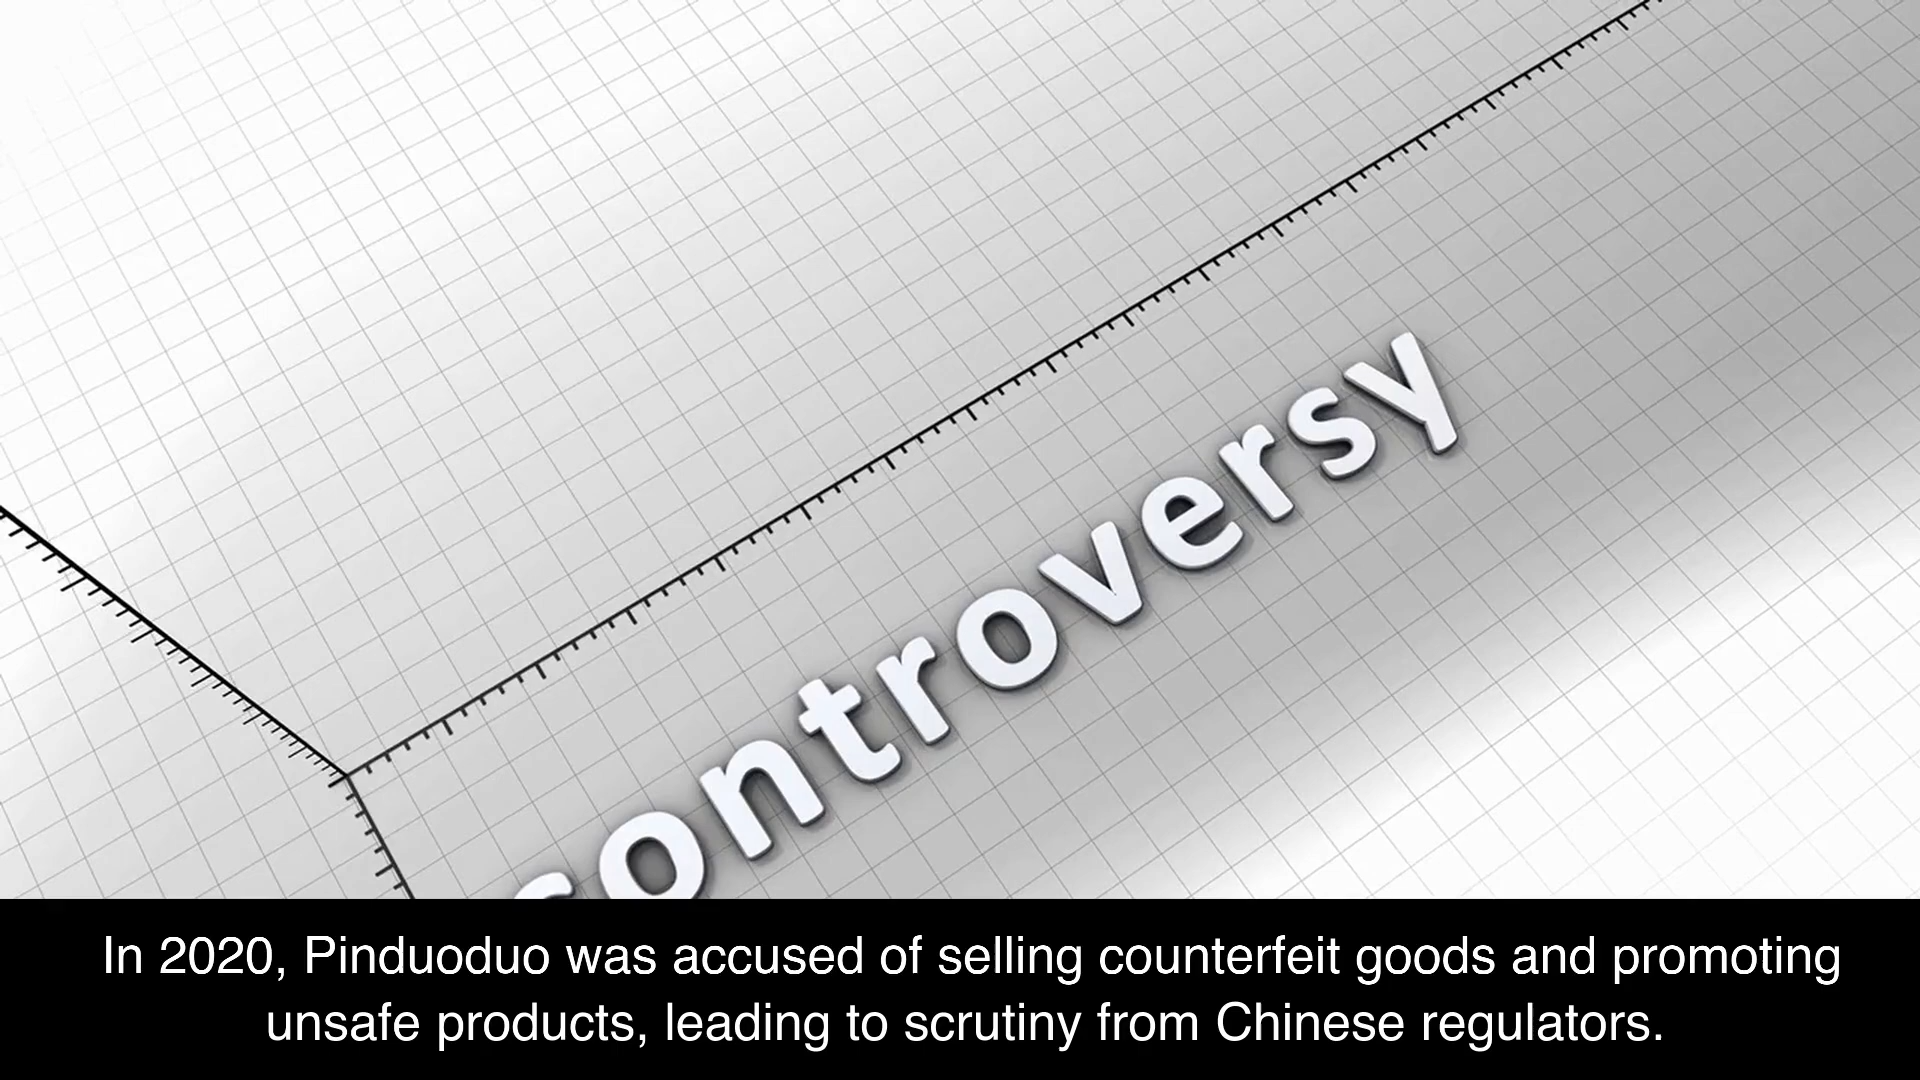 controversy
In 2020, Pinduoduo was accused of selling counterfeit goods and promoting
unsafe products, leading to scrutiny from Chinese regulators.